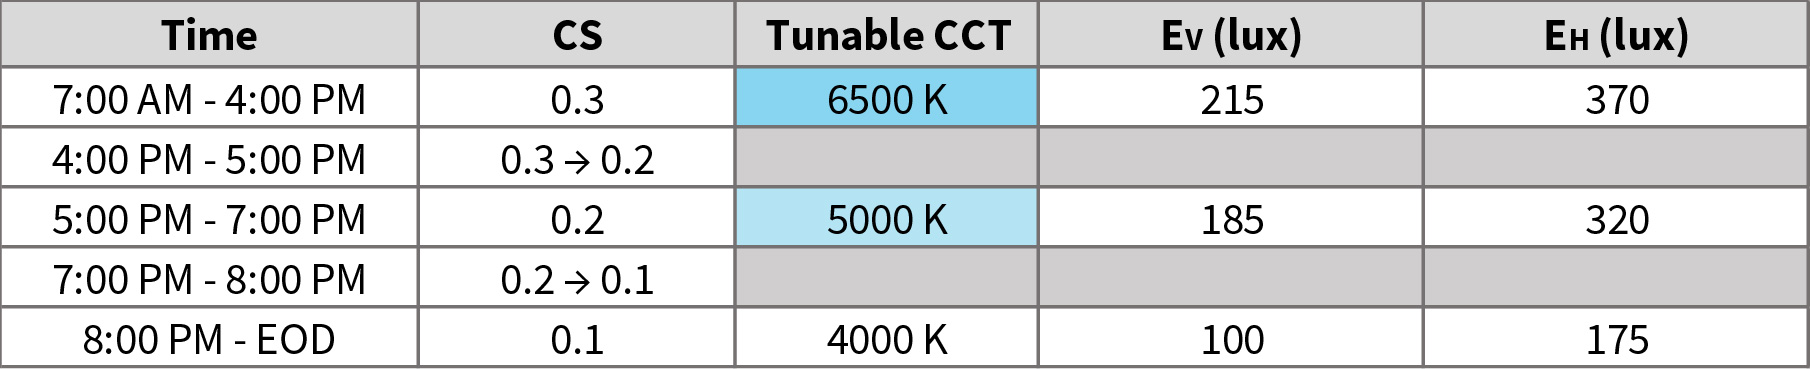 Time CS Tunable CCT EV (lux) EH (lux)
7:00 AM - 4:00 PM 0.3 6500 K 215 370
4:00 PM - 5:00 PM 0.3 → 0.2
5:00 PM - 7:00 PM 0.2 5000 K 185 320
7:00 PM - 8:00 PM 0.2 → 0.1
8:00 PM - EOD 0.1 4000 K 100 175